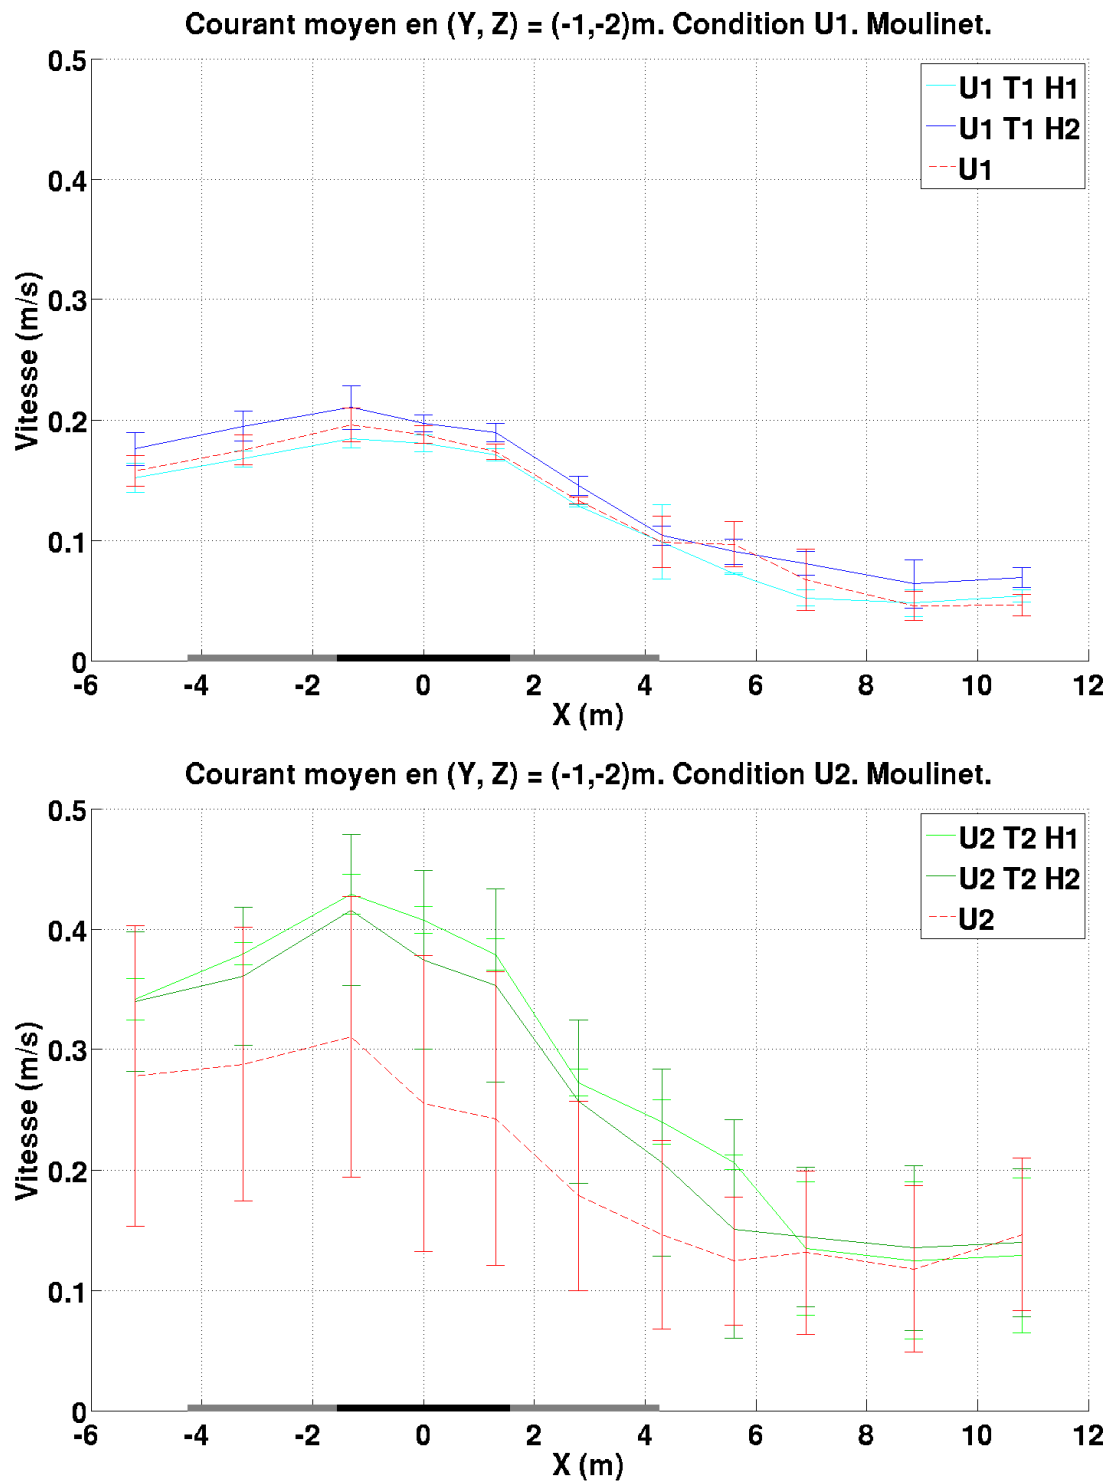 Courant moyen en (Y, Z) = (-1,-2)m. Condition U1. Moulinet.
0.5
U1 T1 H1
U1 T1 H2
U1
0.4
0.3
0.2
0.1
0
Vitesse (m/s)
-6 -4 -2 0 2 4 6 8 10 12
X (m)
Courant moyen en (Y, Z) = (-1,-2)m. Condition U2. Moulinet.
0.5
U2 T2 H1
U2 T2 H2
U2
0.4
0.3
0.2
0.1
0
Vitesse (m/s)
-6 -4 -2 0 2 4 6 8 10 12
X (m)